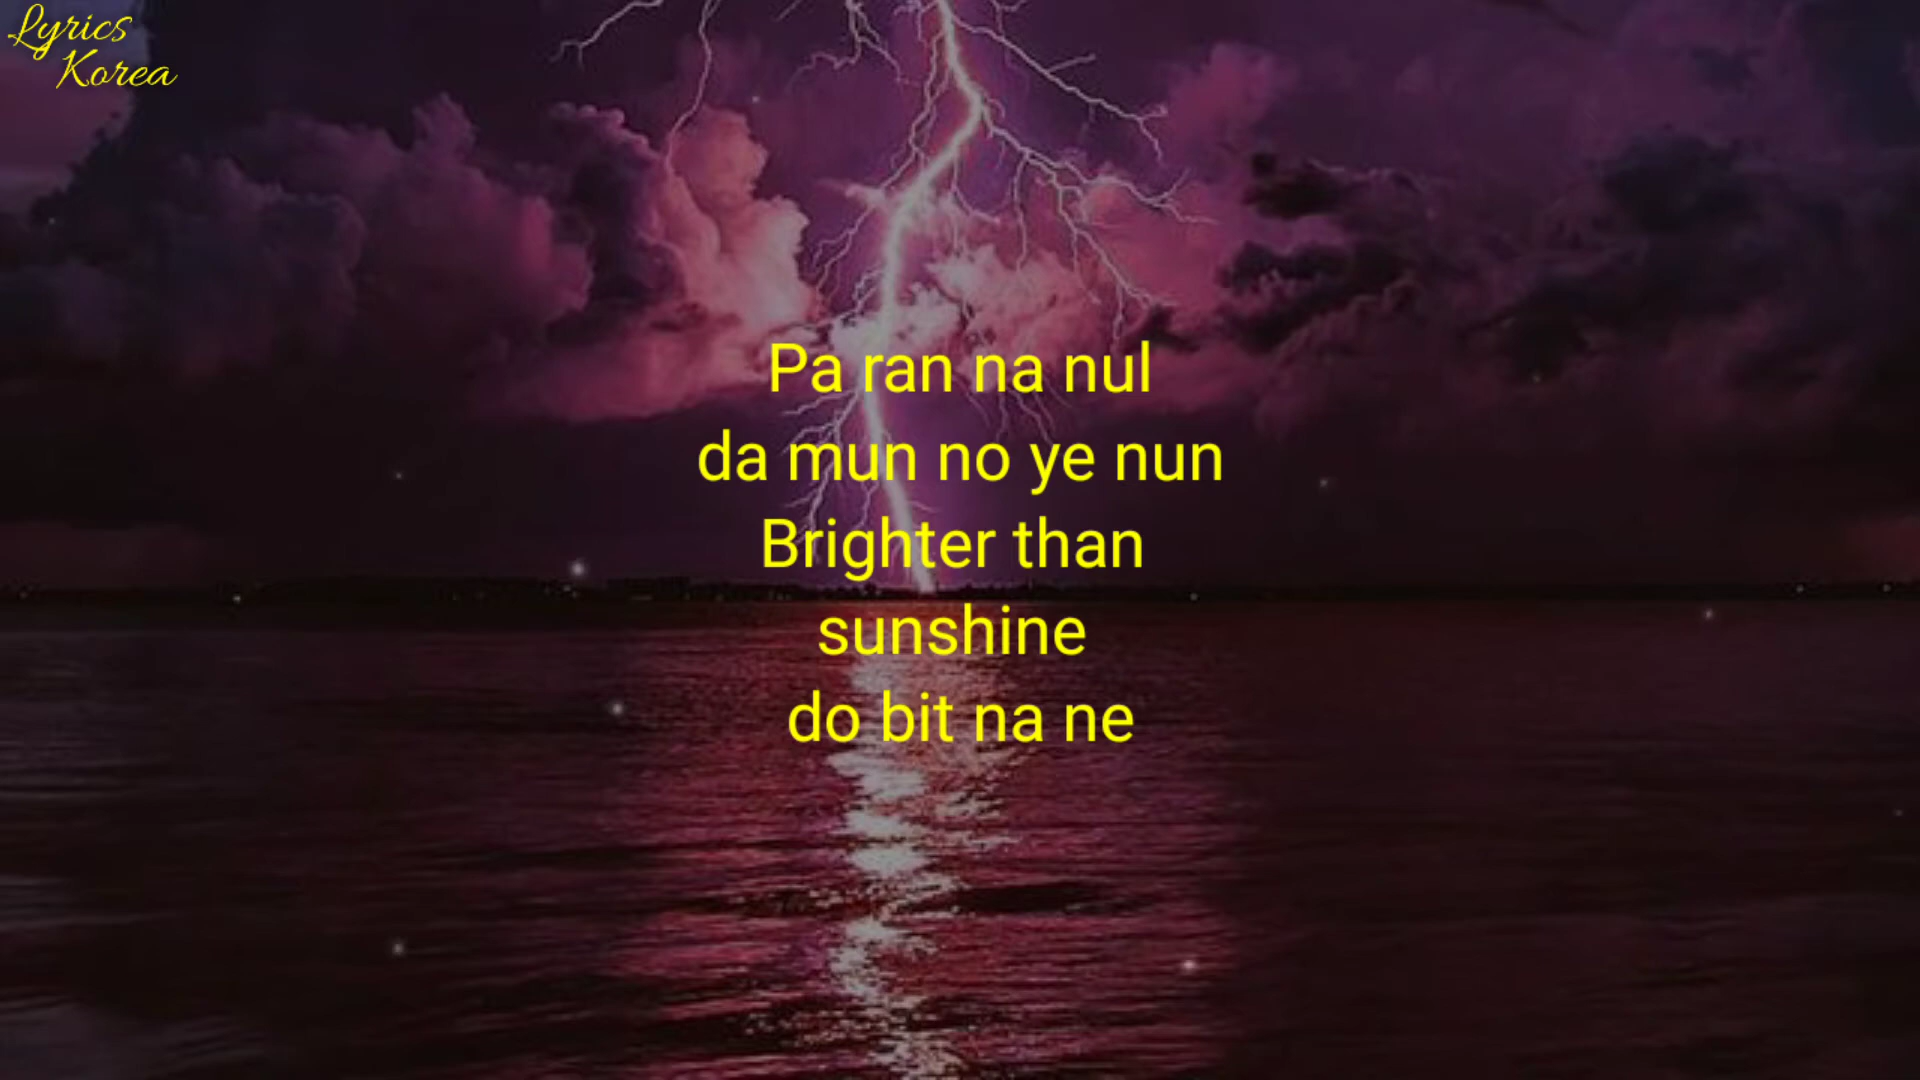 Lyrics
Korea
Pa ran na nul
da mun no ye nun
Brighter than
sunshine
do bit na ne